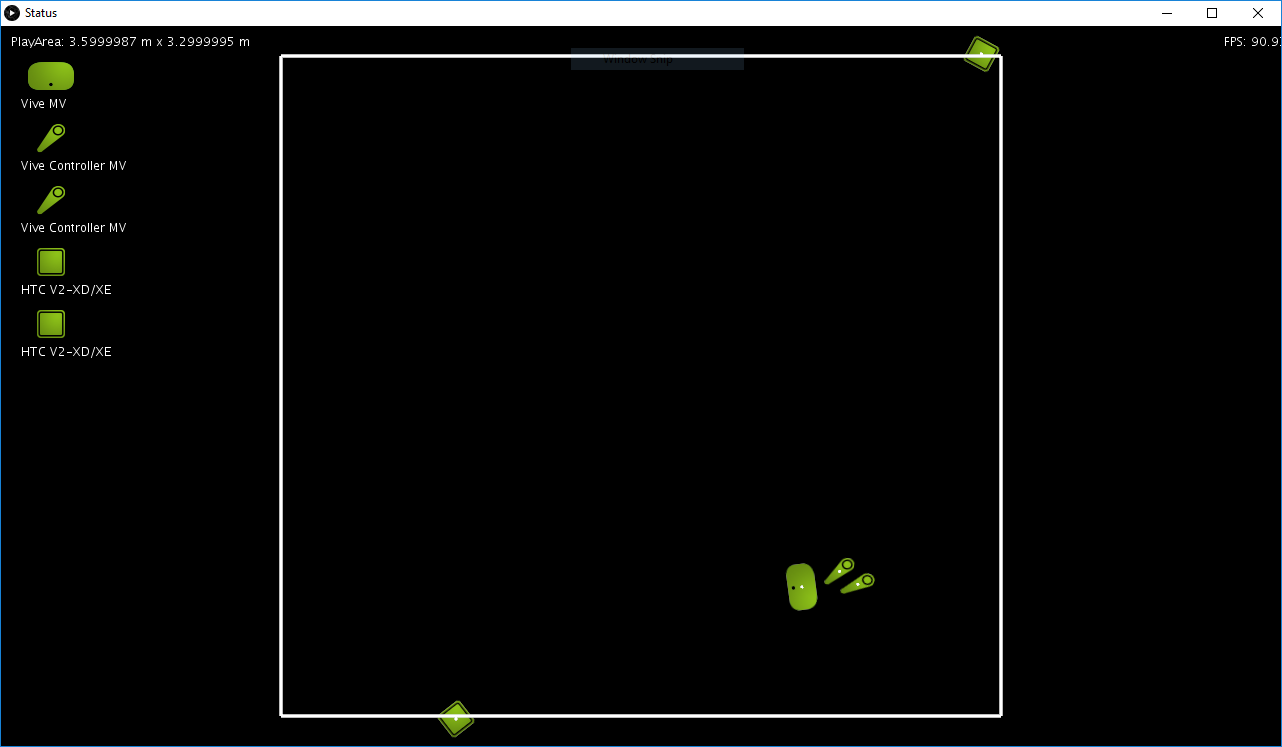 Status
PlayArea: 3.5999987 m x 3.2999995 m
FPS: 90.9
Window Snip
Vive MV
Vive Controller MV
Vive Controller MV
HTC V2-XD/XE
HTC V2-XD/XE